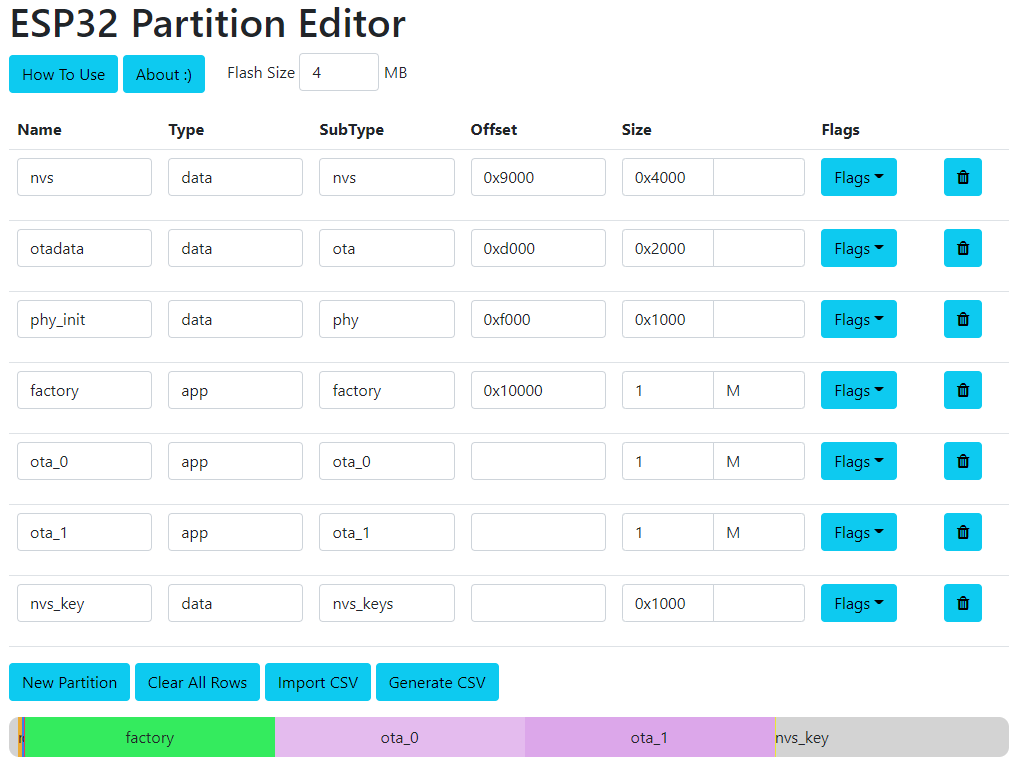 ESP32 Partition Editor
How To Use About :) Flash Size 4 MB
Name Type SubType Offset Size Flags
nvs data nvs 0x9000 0x4000 Flags
otadata data ota 0xd000 0x2000 Flags
phy_init data phy 0xf000 0x1000 Flags
factory app factory 0x10000 1 M Flags
ota_0 app ota_0 1 M Flags
ota_1 app ota_1 1 M Flags
nvs_key data nvs_keys 0x1000 Flags
New Partition Clear All Rows Import CSV Generate CSV
factory ota_0 ota_1 nvs_key